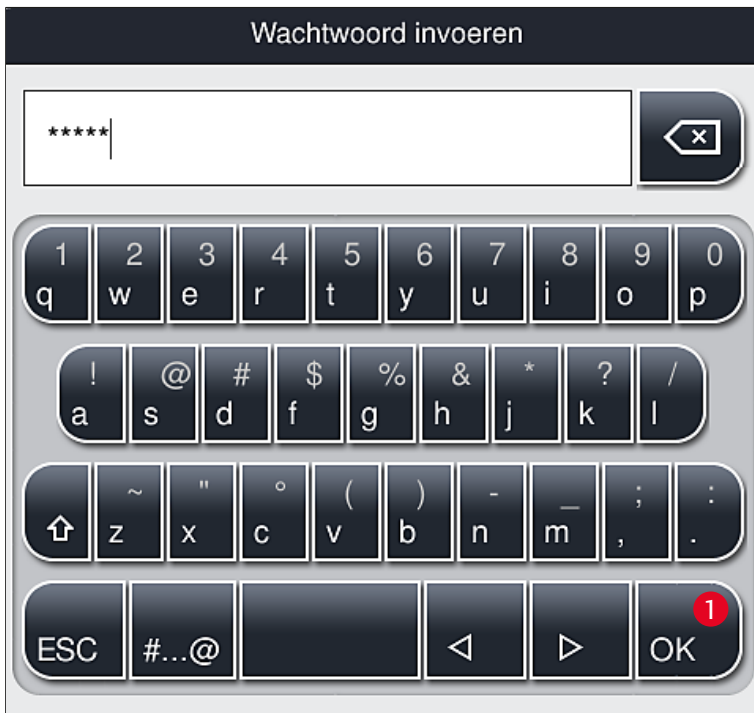 Wachtwoord invoeren
*****
1 2 3 4 5 6 7 8 9 0
q w e r t y u i o p
! @ # $ % & * ? /
a s d f g h j k l
~ " ° ( ) - _ ; :
z x c v b n m , .
1
ESC #...@ OK